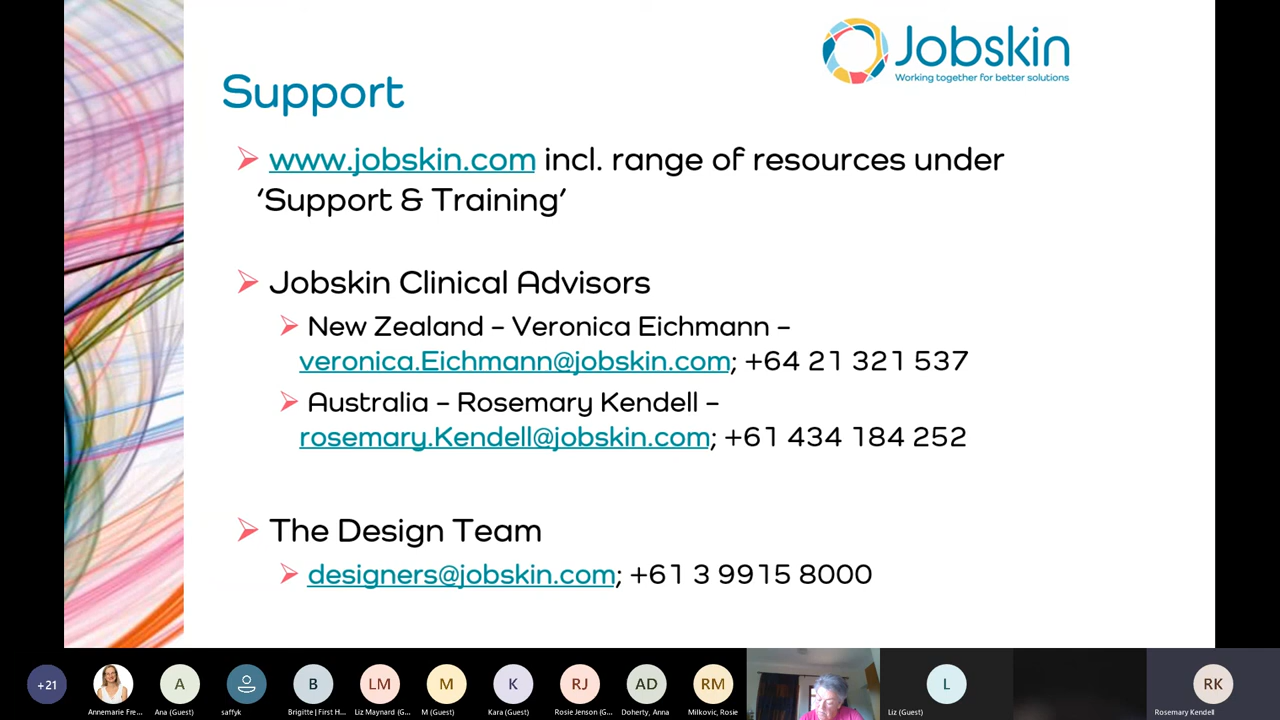 Jobskin
Working together for better solutions
Support
www.jobskin.com incl. range of resources under
‘Support & Training’
Jobskin Clinical Advisors
New Zealand – Veronica Eichmann –
veronica.Eichmann@jobskin.com; +64 21 321 537
Australia – Rosemary Kendell –
rosemary.Kendell@jobskin.com; +61 434 184 252
The Design Team
designers@jobskin.com; +61 3 9915 8000
+21
A
B
LM
M
K
RJ
AD
RM
L
RK
Annemarie Fre...
Ana (Guest)
saffyk
Brigitte | First H...
Liz Maynard (G...
M (Guest)
Kara (Guest)
Rosie Jenson (G...
Doherty, Anna
Milkovic, Rosie
Liz (Guest)
Rosemary Kendell